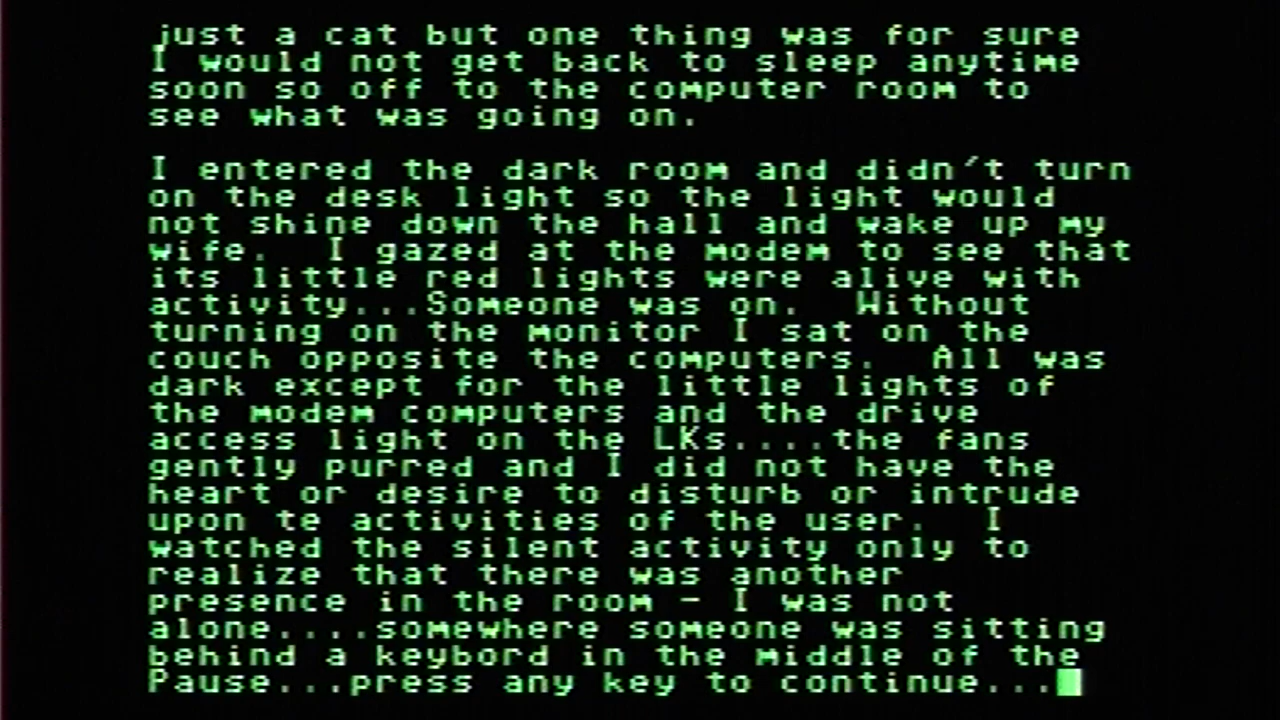 just a cat but one thing was for sure
I would not get back to sleep anytime
soon so off to the computer room to
see what was going on.
I entered the dark room and didn't turn
on the desk light so the light would
not shine down the hall and wake up my
wife.  I gazed at the modem to see that
its little red lights were alive with
activity...Someone was on.  Without
turning on the monitor I sat on the
couch opposite the computers.  All was
dark except for the little lights of
the modem computers and the drive
access light on the LKs....the fans
gently purred and I did not have the
heart or desire to disturb or intrude
upon te activities of the user.  I
watched the silent activity only to
realize that there was another
presence in the room - I was not
alone....somewhere someone was sitting
behind a keybord in the middle of the
Pause...press any key to continue...